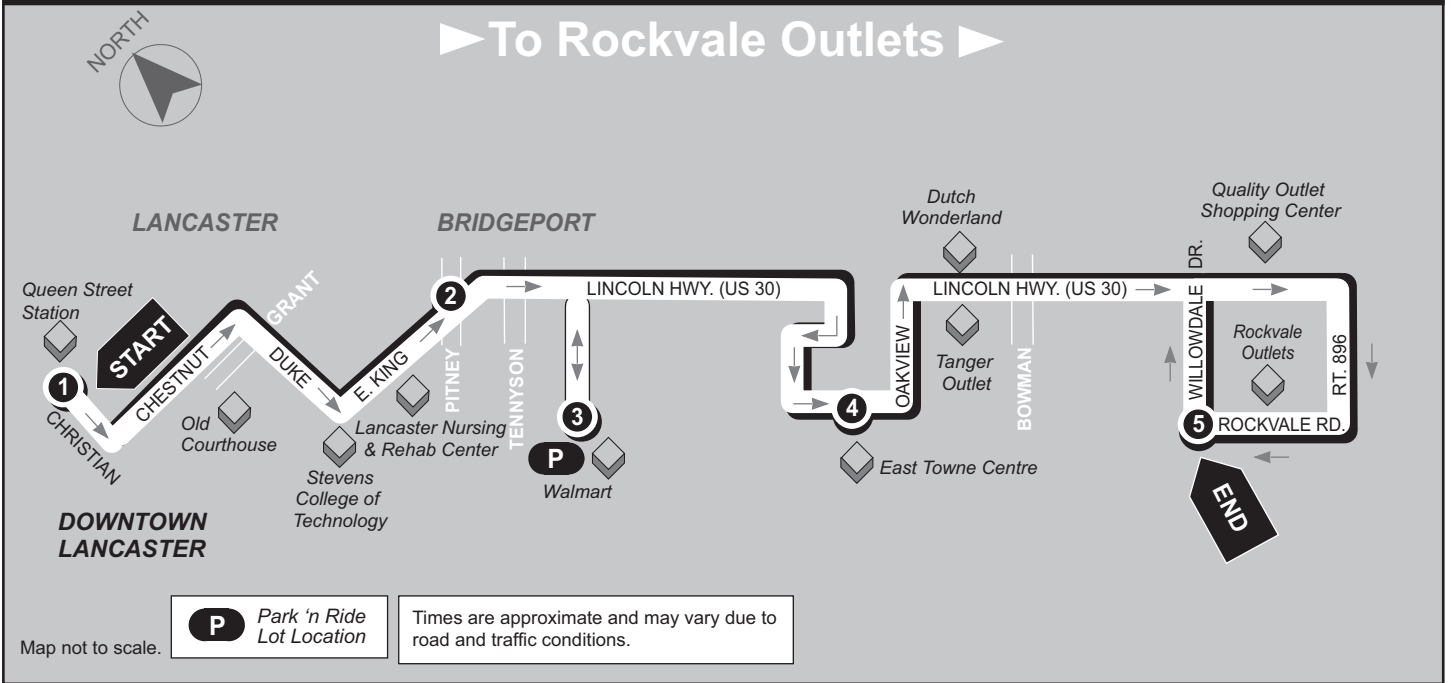 To Rockvale Outlets
NORTH
LANCASTER
BRIDGEPORT
Dutch
Wonderland
Quality Outlet
Shopping Center
Queen Street
Station
START
1
CHRISTIAN
CHESTNUT
GRANT
Old
Courthouse
DUKE
Stevens
College of
Technology
E. KING
Lancaster Nursing
& Rehab Center
2
PITNEY
TENNYSON
LINCOLN HWY. (US 30)
3
P
Walmart
4
East Towne Centre
OAKVIEW
LINCOLN HWY. (US 30)
Tanger
Outlet
BOWMAN
WILLOWDALE DR.
Rockvale
Outlets
RT. 896
5
ROCKVALE RD.
END
DOWNTOWN
LANCASTER
Map not to scale.
P
Park ‘n Ride
Lot Location
Times are approximate and may vary due to
road and traffic conditions.